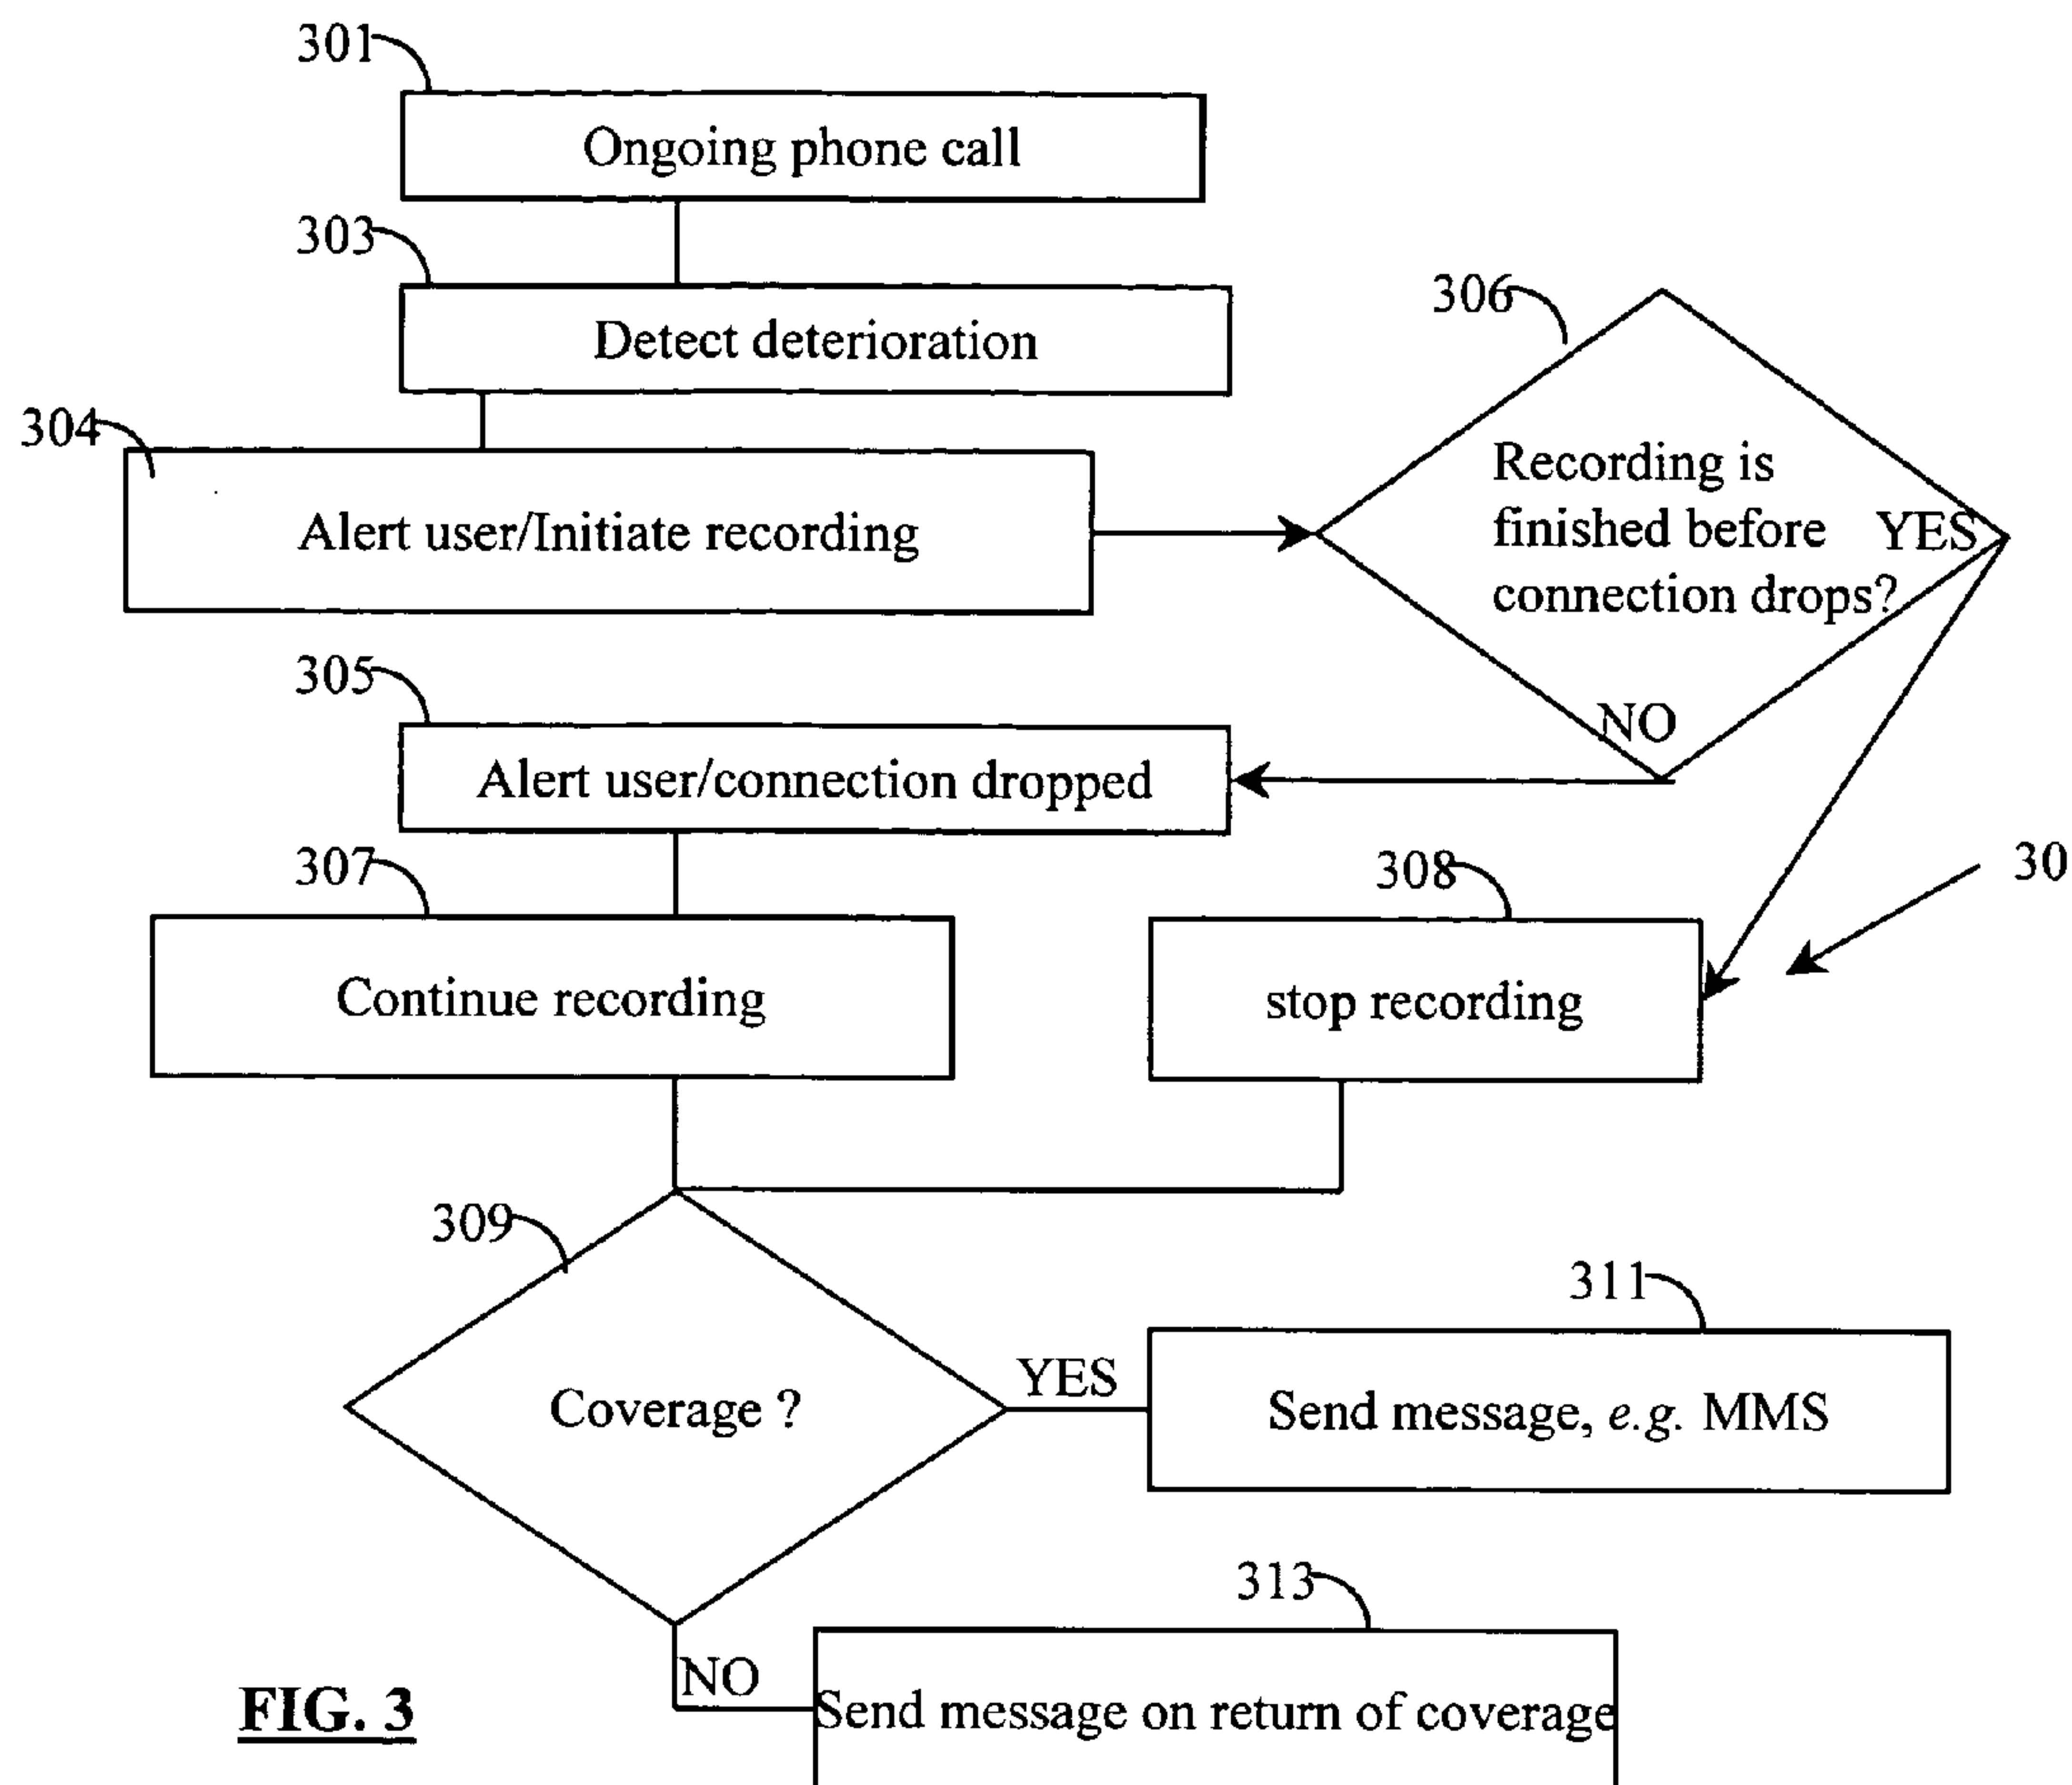 301
Ongoing phone call
303
Detect deterioration
306
304
Alert user/Initiate recording
Recording is
finished before YES
connection drops?
NO
305
Alert user/connection dropped
307
308
30
Continue recording
stop recording
309
311
Coverage ?
YES
Send message, e.g. MMS
313
NO
Send message on return of coverage
FIG. 3